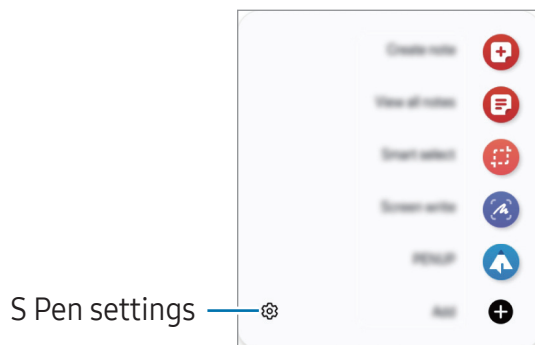 Create note
View all notes
Smart select
Screen write
PENUP
S Pen settings
Add